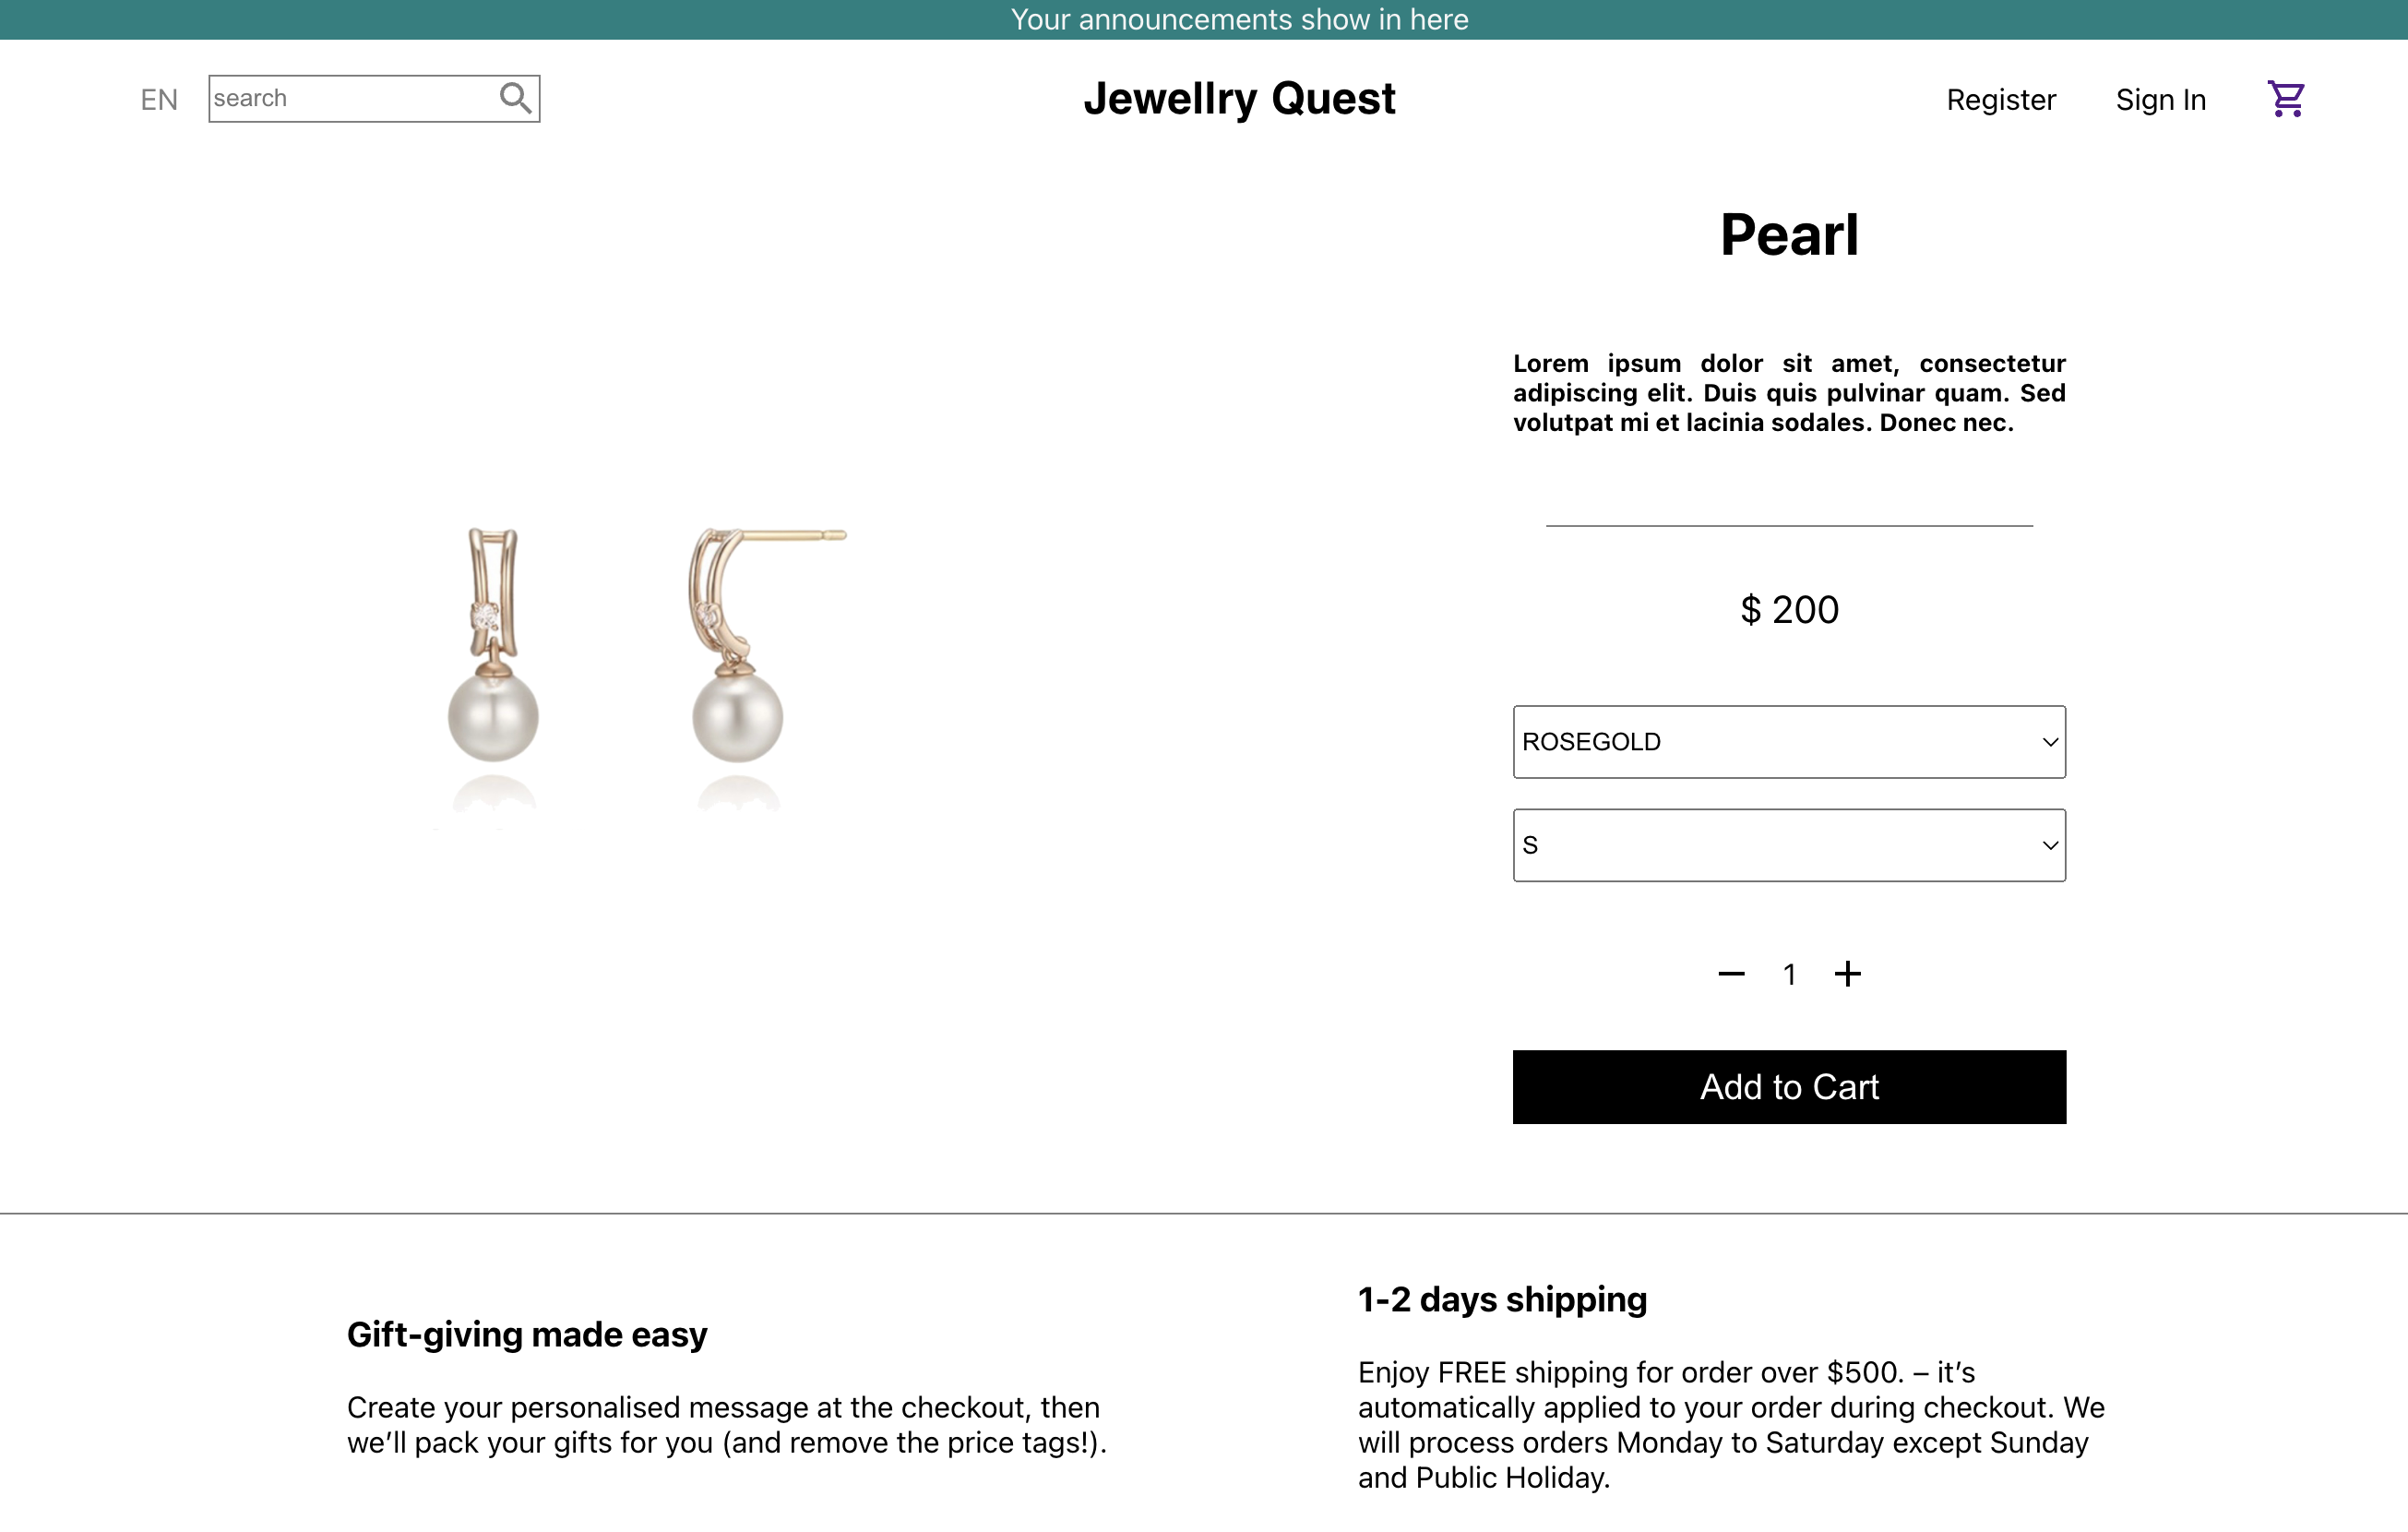 Your announcements show in here
EN
search
Jewellry Quest
Register
Sign In
Pearl
Lorem ipsum dolor sit amet, consectetur
adipiscing elit. Duis quis pulvinar quam. Sed
volutpat mi et lacinia sodales. Donec nec.
$ 200
ROSEGOLD
S
1
Add to Cart
Gift-giving made easy
Create your personalised message at the checkout, then
we’ll pack your gifts for you (and remove the price tags!).
1-2 days shipping
Enjoy FREE shipping for order over $500. – it’s
automatically applied to your order during checkout. We
will process orders Monday to Saturday except Sunday
and Public Holiday.